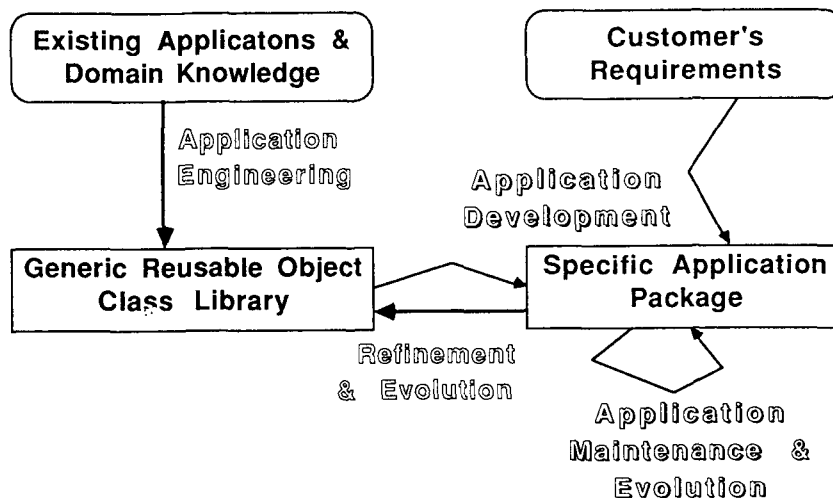 Existing Applicatons &
Domain Knowledge
Customer's
Requirements
Application
Engineering
Application
Development
Generic Reusable Object
Class Library
Specific Application
Package
Refinement
& Evolution
Application
Maintenance &
Evolution